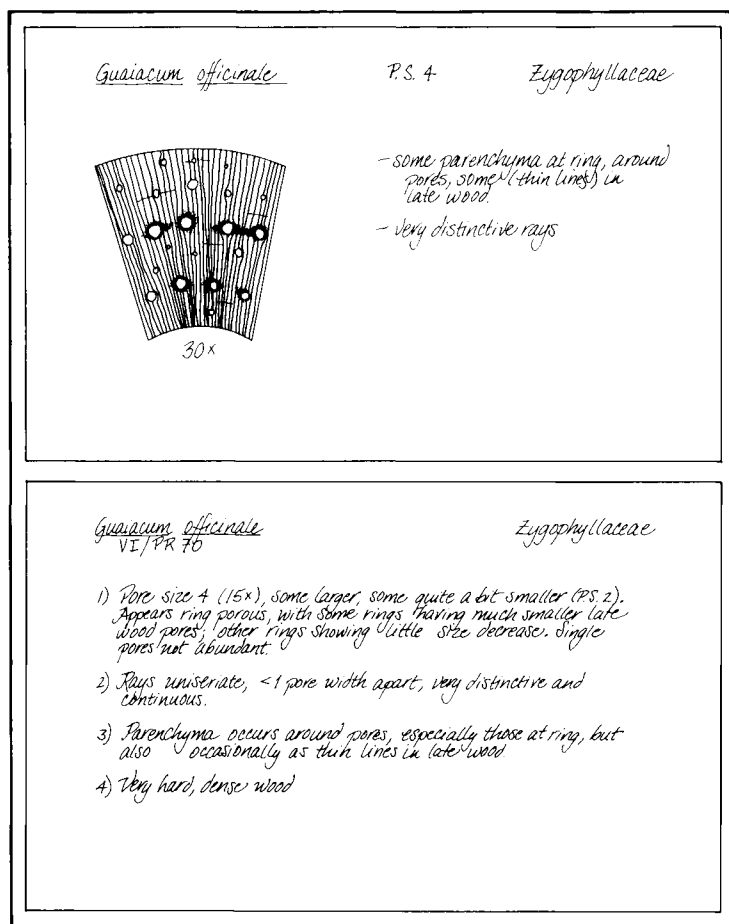 Guaiacum officinale P.S. 4 Zygophyllaceae
- some parenchyma at ring, around
pores, some (thin lines) in
late wood.
- very distinctive rays
30x
Guaiacum officinale Zygophyllaceae
VI/PR 70
1) Pore size 4 (15x), some larger, some quite a bit smaller (P.S. 2).
Appears ring porous, with some rings having much smaller late
wood pores; other rings showing little size decrease. Single
pores not abundant.
2) Rays uniseriate, <1 pore width apart, very distinctive and
continuous.
3) Parenchyma occurs around pores, especially those at ring, but
also occasionally as thin lines in late wood
4) Very hard, dense wood